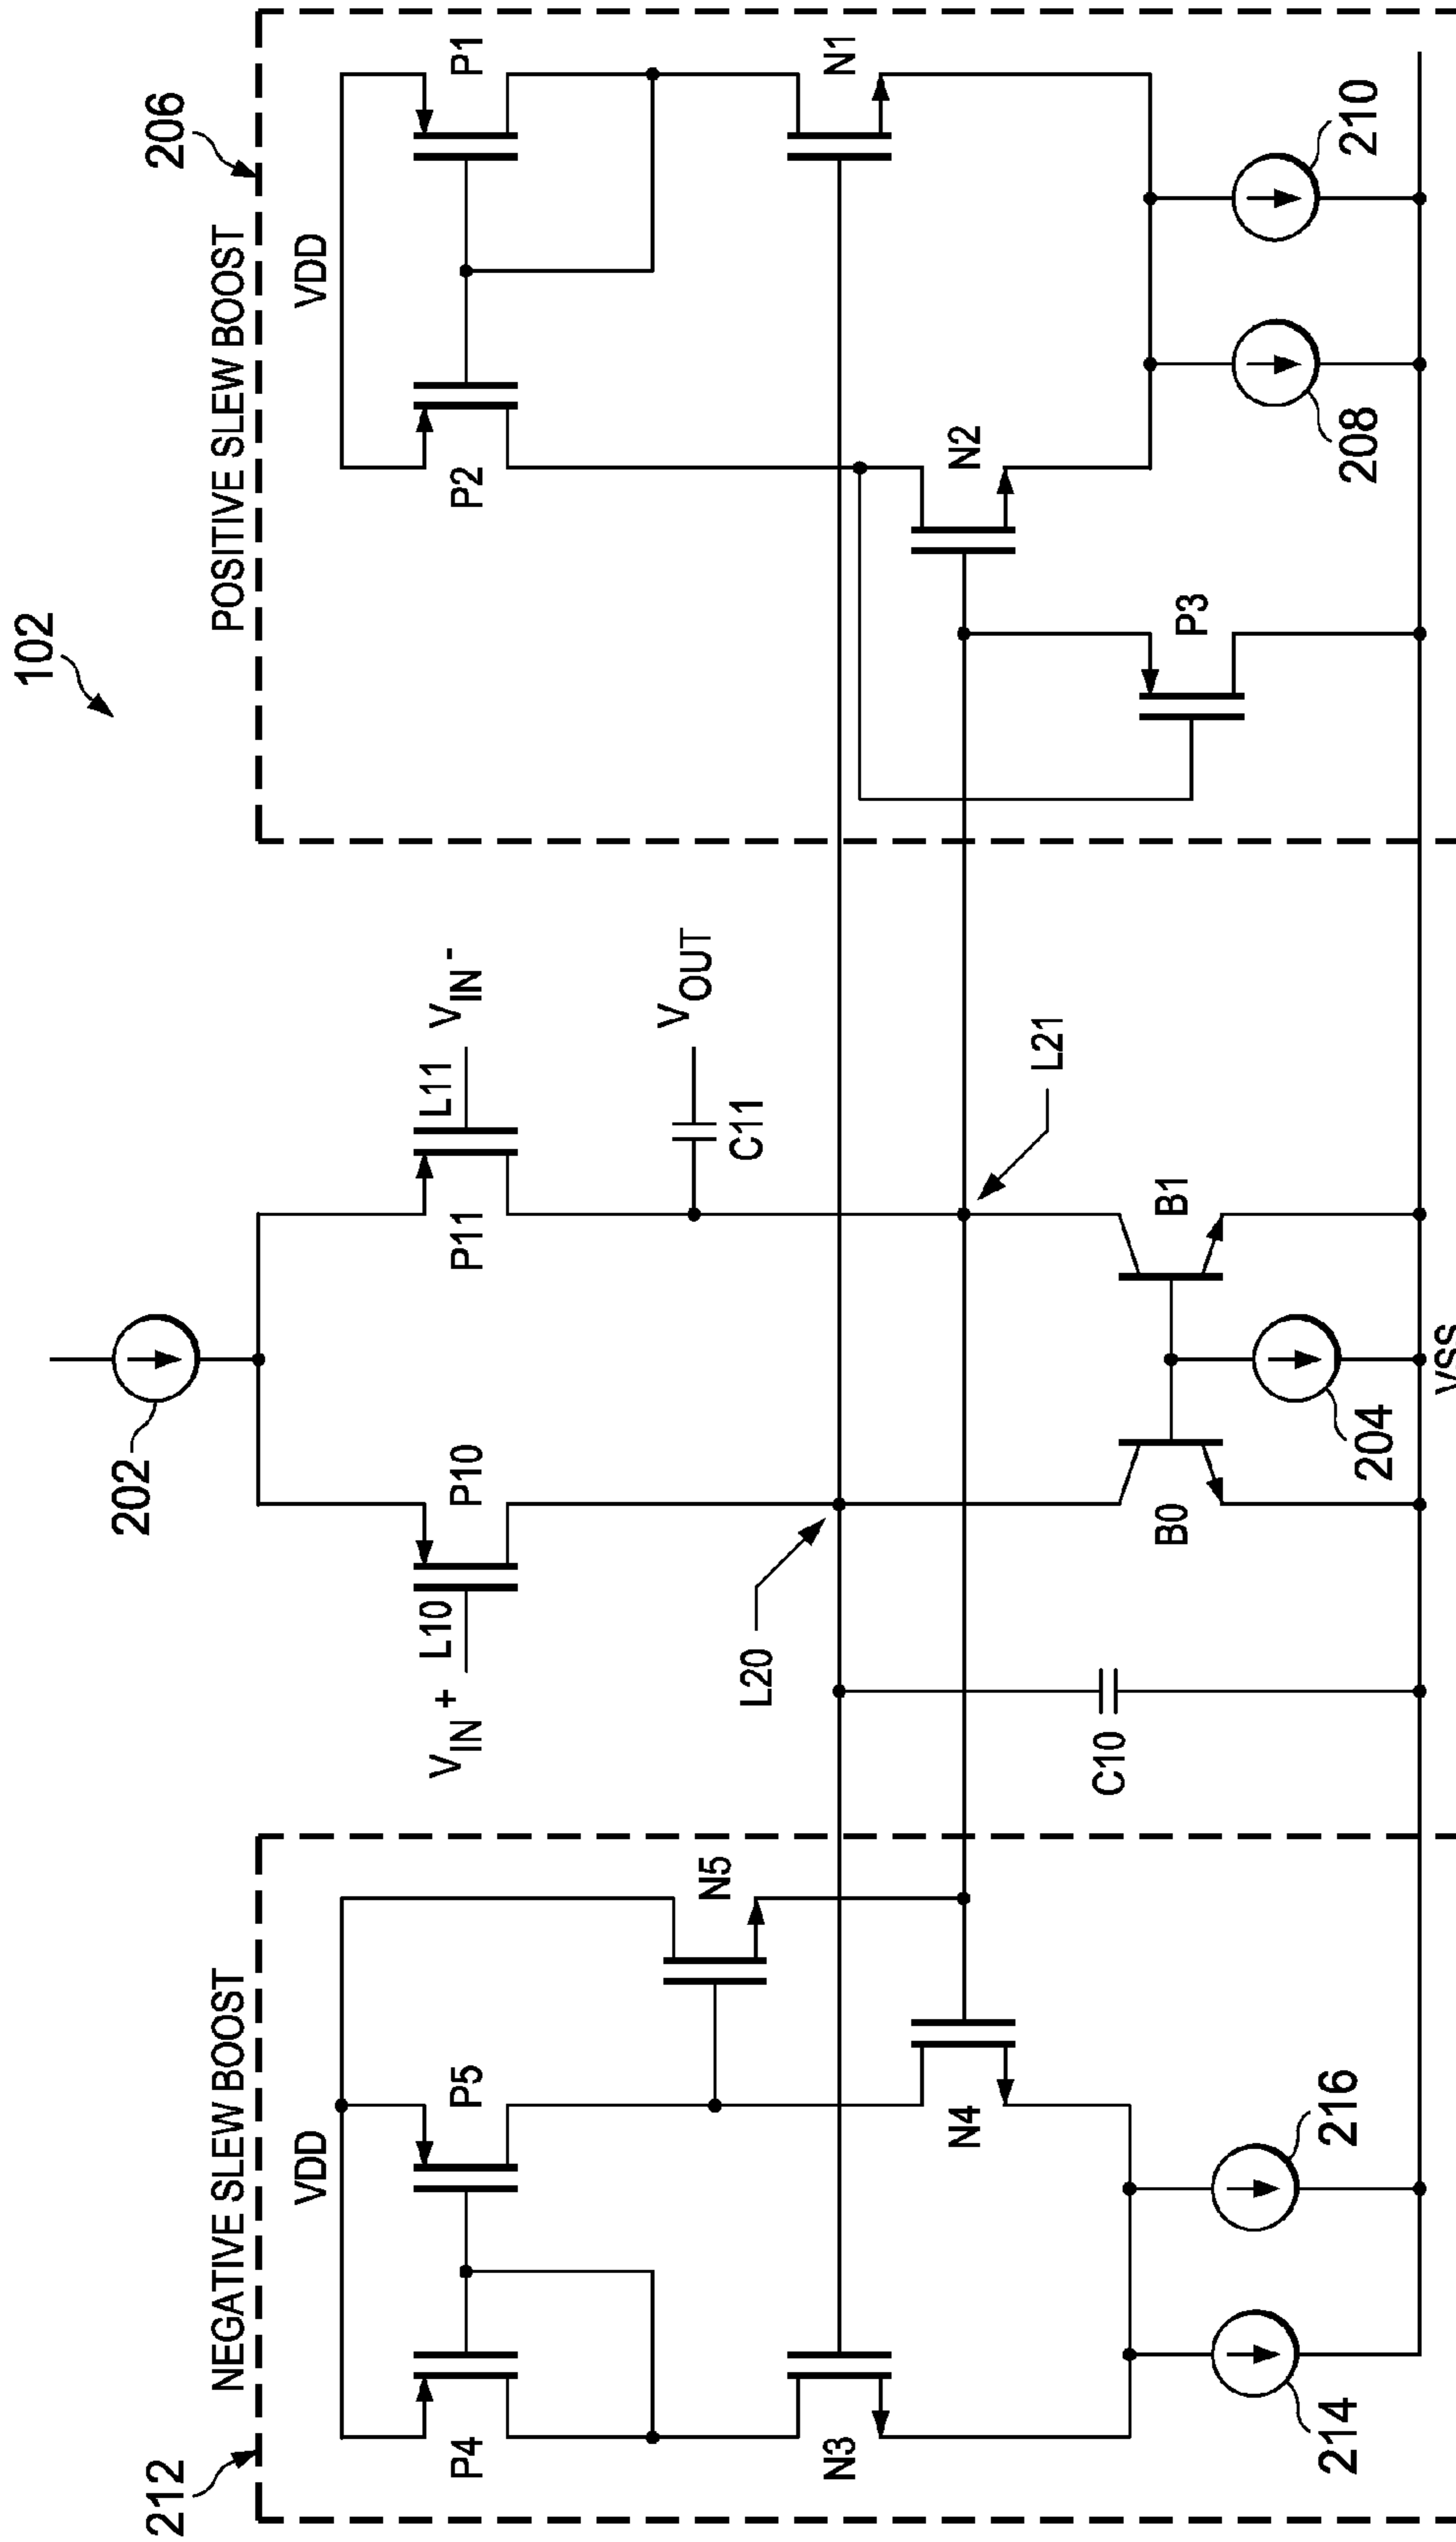 102
NEGATIVE SLEW BOOST
212
VDD
P4
P5
N5
N3
N4
214
216
202
P10
P11
L10
L11
VIN +
VIN -
VOUT
C11
L20
L21
C10
B0
B1
204
VSS
POSITIVE SLEW BOOST
206
VDD
P2
P1
N2
N1
P3
208
210